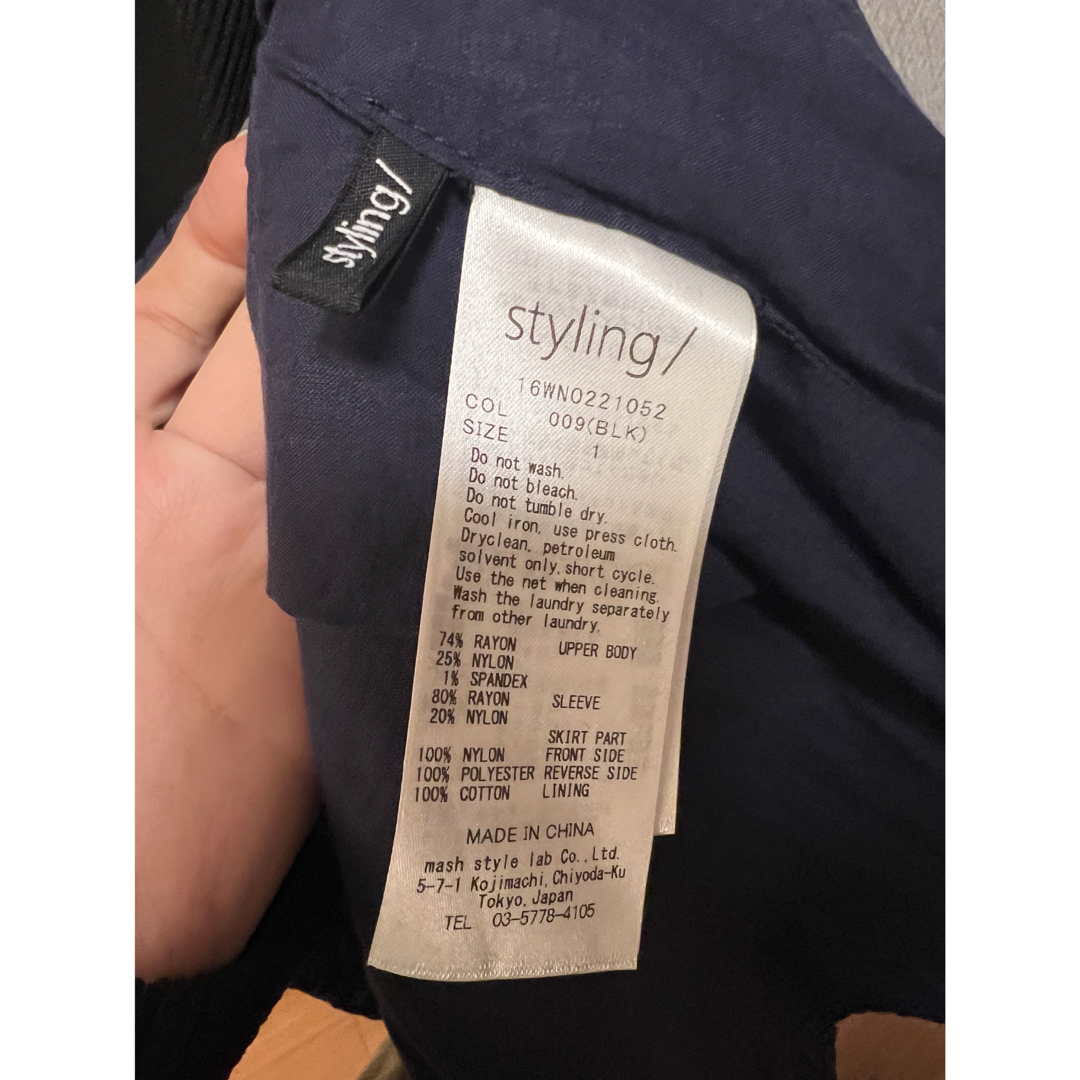 styling/
styling/
16WN0221052
COL 009(BLK)
SIZE 1
Do not wash.
Do not bleach.
Do not tumble dry.
Cool iron, use press cloth.
Dryclean, petroleum
solvent only, short cycle.
Use the net when cleaning.
Wash the laundry separately
from other laundry.
74% RAYON UPPER BODY
25% NYLON
1% SPANDEX
80% RAYON SLEEVE
20% NYLON
SKIRT PART
100% NYLON FRONT SIDE
100% POLYESTER REVERSE SIDE
100% COTTON LINING
MADE IN CHINA
mash style lab Co.,Ltd.
5-7-1 Kojimachi, Chiyoda-Ku
Tokyo, Japan
TEL 03-5778-4105